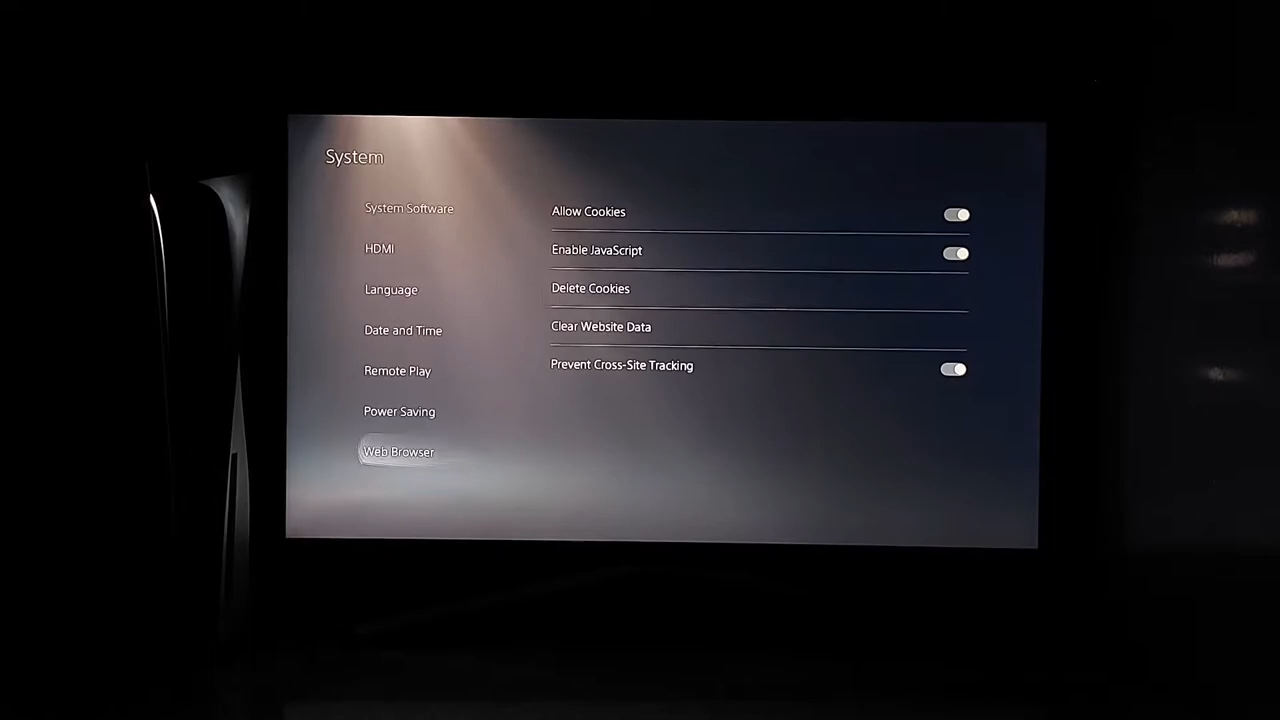 System
System Software
HDMI
Language
Date and Time
Remote Play
Power Saving
Web Browser
Allow Cookies
Enable JavaScript
Delete Cookies
Clear Website Data
Prevent Cross-Site Tracking